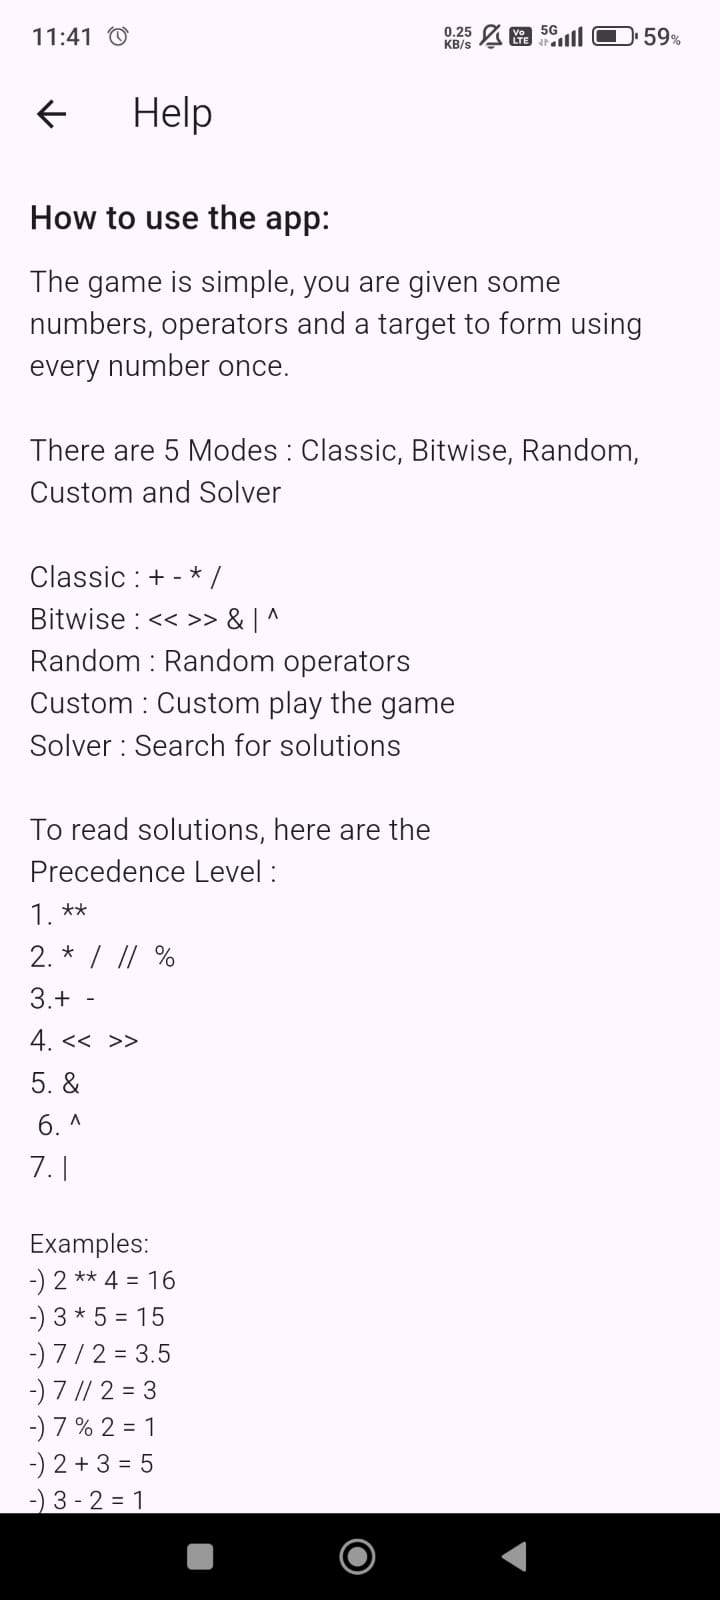 11:41
0.25 KB/s Vo LTE 5G 59%
Help
How to use the app:
The game is simple, you are given some
numbers, operators and a target to form using
every number once.
There are 5 Modes : Classic, Bitwise, Random,
Custom and Solver
Classic : + - * /
Bitwise : << >> & | ^
Random : Random operators
Custom : Custom play the game
Solver : Search for solutions
To read solutions, here are the
Precedence Level :
1. **
2. *  /  //  %
3.+  -
4. <<  >>
5. &
6. ^
7. |
Examples:
-) 2 ** 4 = 16
-) 3 * 5 = 15
-) 7 / 2 = 3.5
-) 7 // 2 = 3
-) 7 % 2 = 1
-) 2 + 3 = 5
-) 3 - 2 = 1